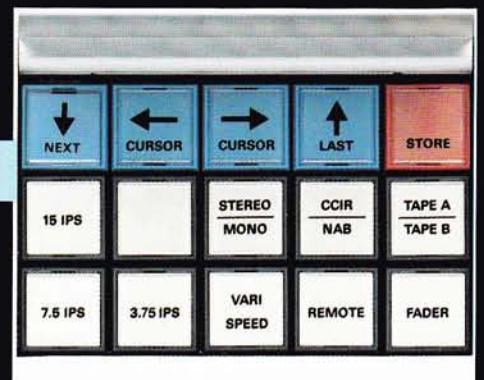 NEXT
CURSOR
CURSOR
LAST
STORE
15 IPS
STEREO
MONO
CCIR
NAB
TAPE A
TAPE B
7.5 IPS
3.75 IPS
VARI
SPEED
REMOTE
FADER